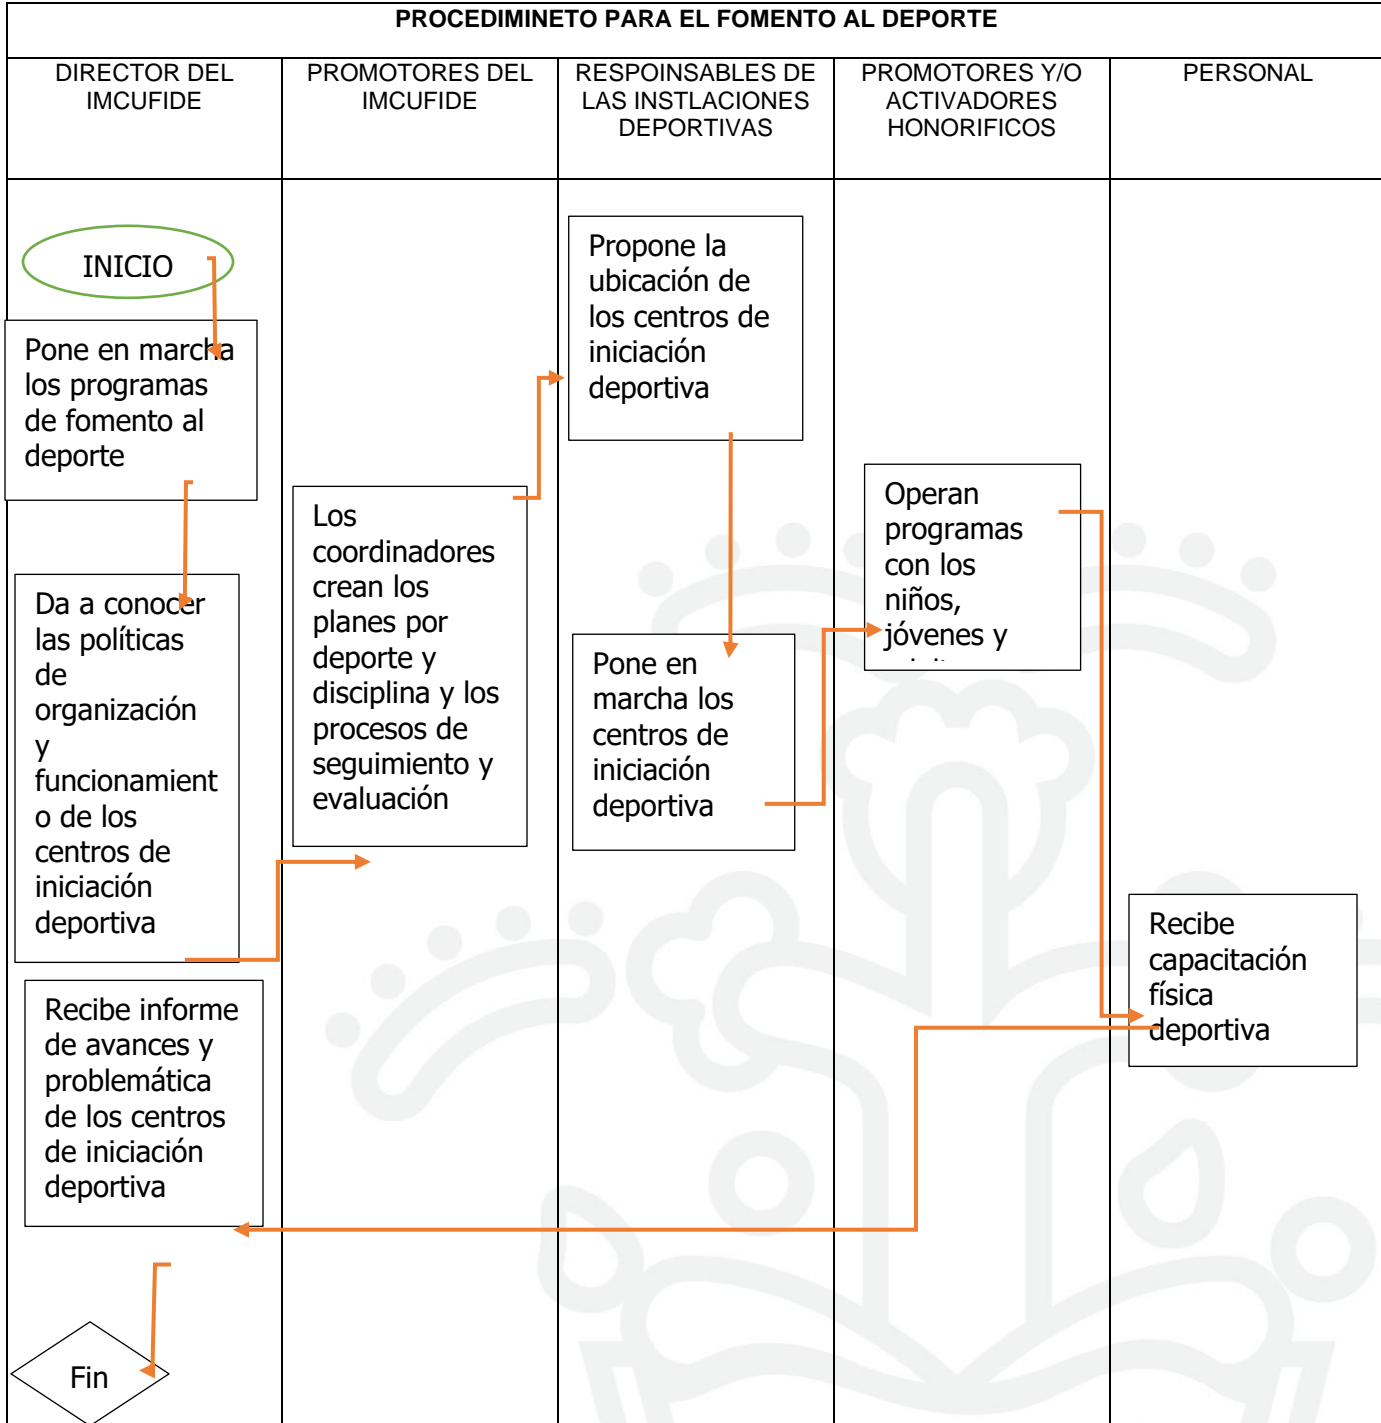 PROCEDIMINETO PARA EL FOMENTO AL DEPORTE
DIRECTOR DEL
IMCUFIDE
PROMOTORES DEL
IMCUFIDE
RESPOINSABLES DE
LAS INSTLACIONES
DEPORTIVAS
PROMOTORES Y/O
ACTIVADORES
HONORIFICOS
PERSONAL
INICIO
Pone en marcha
los programas
de fomento al
deporte
Da a conocer
las políticas
de
organización
y
funcionamient
o de los
centros de
iniciación
deportiva
Recibe informe
de avances y
problemática
de los centros
de iniciación
deportiva
Fin
Los
coordinadores
crean los
planes por
deporte y
disciplina y los
procesos de
seguimiento y
evaluación
Propone la
ubicación de
los centros de
iniciación
deportiva
Pone en
marcha los
centros de
iniciación
deportiva
Operan
programas
con los
niños,
jóvenes y
Recibe
capacitación
física
deportiva